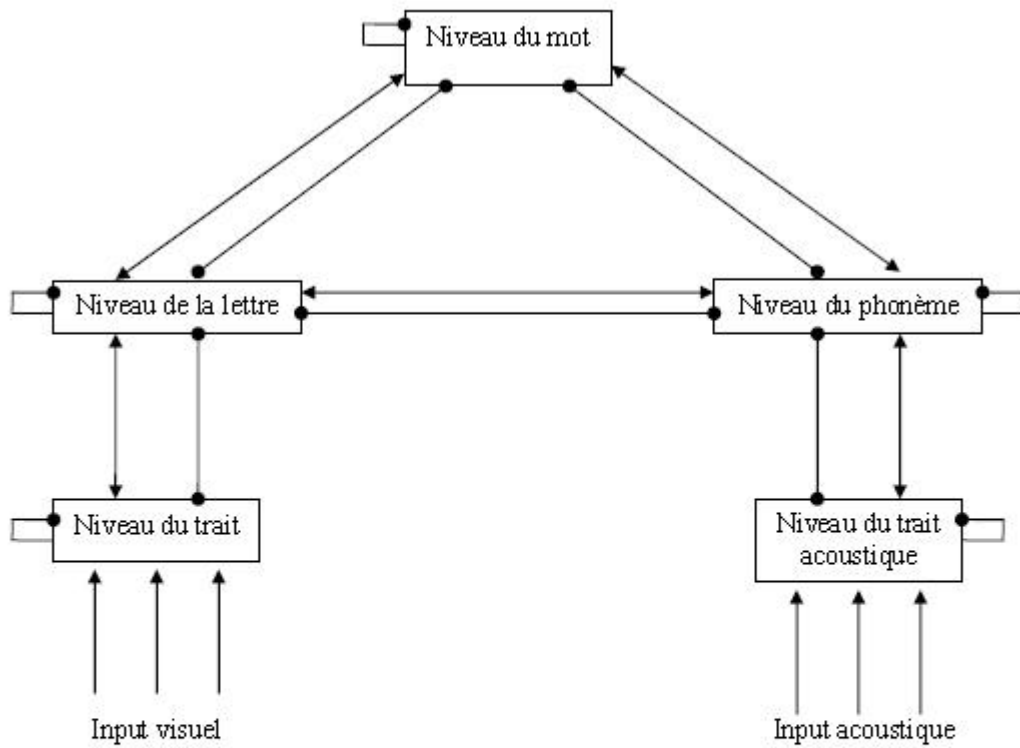 Niveau du mot
Niveau de la lettre
Niveau du phonème
Niveau du trait
Niveau du trait
acoustique
Input visuel
Input acoustique